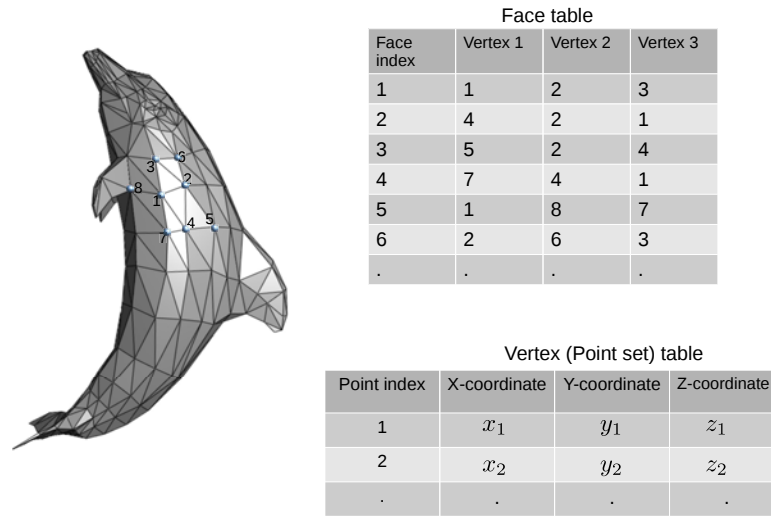 Face table
Face index Vertex 1 Vertex 2 Vertex 3
1 1 2 3
2 4 2 1
3 5 2 4
4 7 4 1
5 1 8 7
6 2 6 3
. . . .
3 6
8 1 2
7 4 5
Vertex (Point set) table
Point index X-coordinate Y-coordinate Z-coordinate
1 x₁ y₁ z₁
2 x₂ y₂ z₂
. . . .